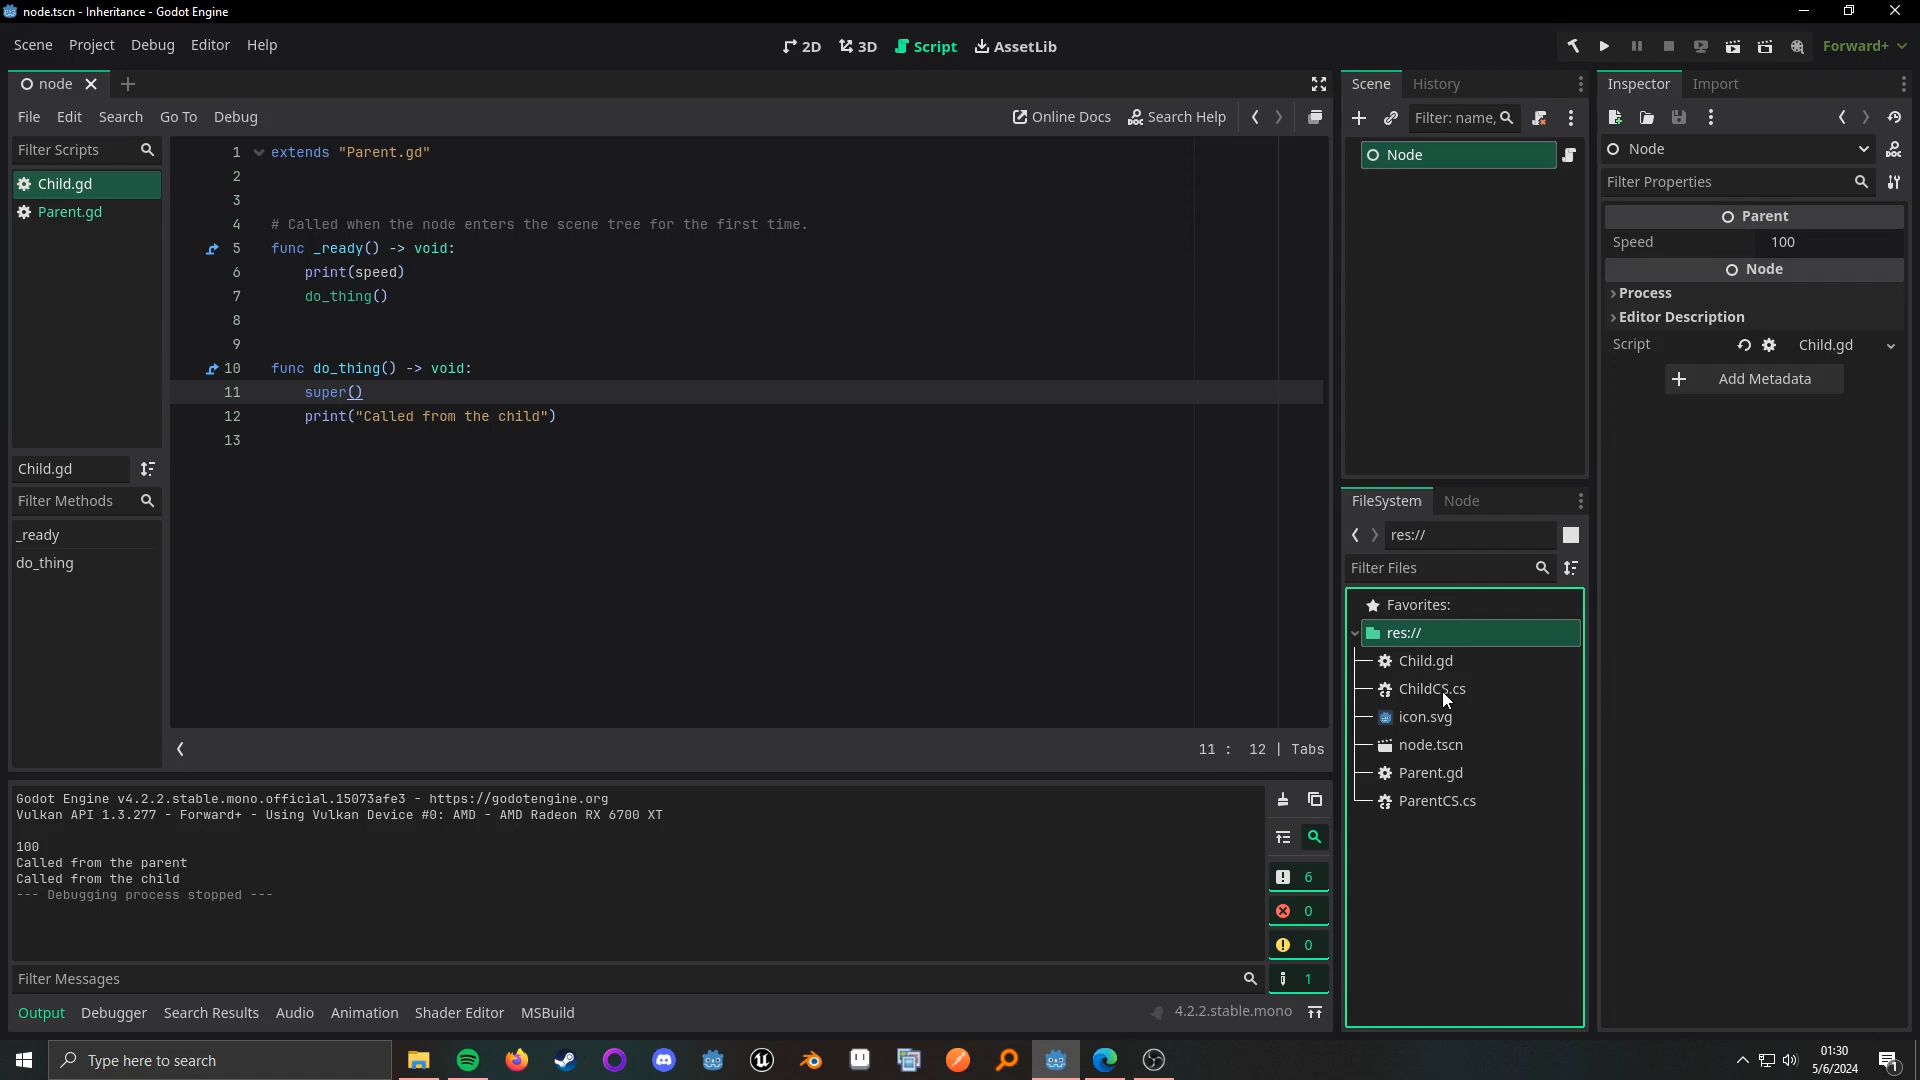 node.tscn - Inheritance - Godot Engine
Scene Project Debug Editor Help
2D 3D Script AssetLib
Forward+
node
File Edit Search Go To Debug
Online Docs Search Help
Filter Scripts
Child.gd
Parent.gd
Child.gd
Filter Methods
_ready
do_thing
1 extends "Parent.gd"
2
3
4 # Called when the node enters the scene tree for the first time.
5 func _ready() -> void:
6 print(speed)
7 do_thing()
8
9
10 func do_thing() -> void:
11 super()
12 print("Called from the child")
13
11 : 12 | Tabs
Godot Engine v4.2.2.stable.mono.official.15073afe3 - https://godotengine.org
Vulkan API 1.3.277 - Forward+ - Using Vulkan Device #0: AMD - AMD Radeon RX 6700 XT
100
Called from the parent
Called from the child
--- Debugging process stopped ---
6
0
0
1
Filter Messages
Output Debugger Search Results Audio Animation Shader Editor MSBuild
4.2.2.stable.mono
Scene History
Filter: name,
Node
FileSystem Node
res://
Filter Files
Favorites:
res://
Child.gd
ChildCS.cs
icon.svg
node.tscn
Parent.gd
ParentCS.cs
Inspector Import
Node
Filter Properties
Parent
Speed 100
Node
Process
Editor Description
Script Child.gd
Add Metadata
Type here to search
01:30
5/6/2024
1